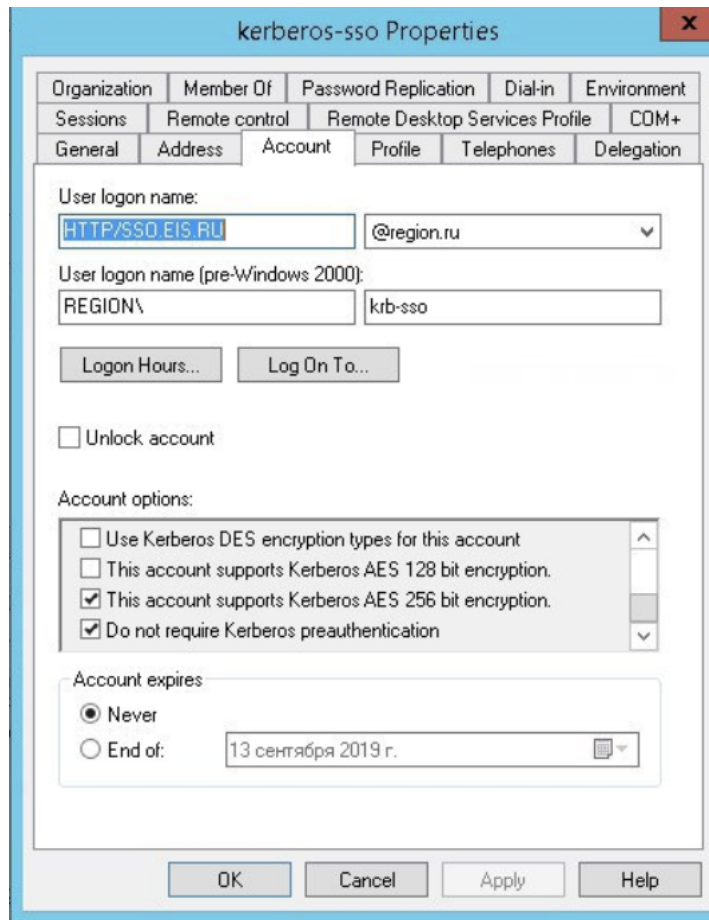 kerberos-sso Properties
x
Organization Member Of Password Replication Dial-in Environment
Sessions Remote control Remote Desktop Services Profile COM+
General Address Account Profile Telephones Delegation
User logon name:
HTTP/SSO.EIS.RU @region.ru
User logon name (pre-Windows 2000):
REGION\ krb-sso
Logon Hours... Log On To...
Unlock account
Account options:
Use Kerberos DES encryption types for this account
This account supports Kerberos AES 128 bit encryption.
This account supports Kerberos AES 256 bit encryption.
Do not require Kerberos preauthentication
Account expires
Never
End of: 13 сентября 2019 г.
OK Cancel Apply Help